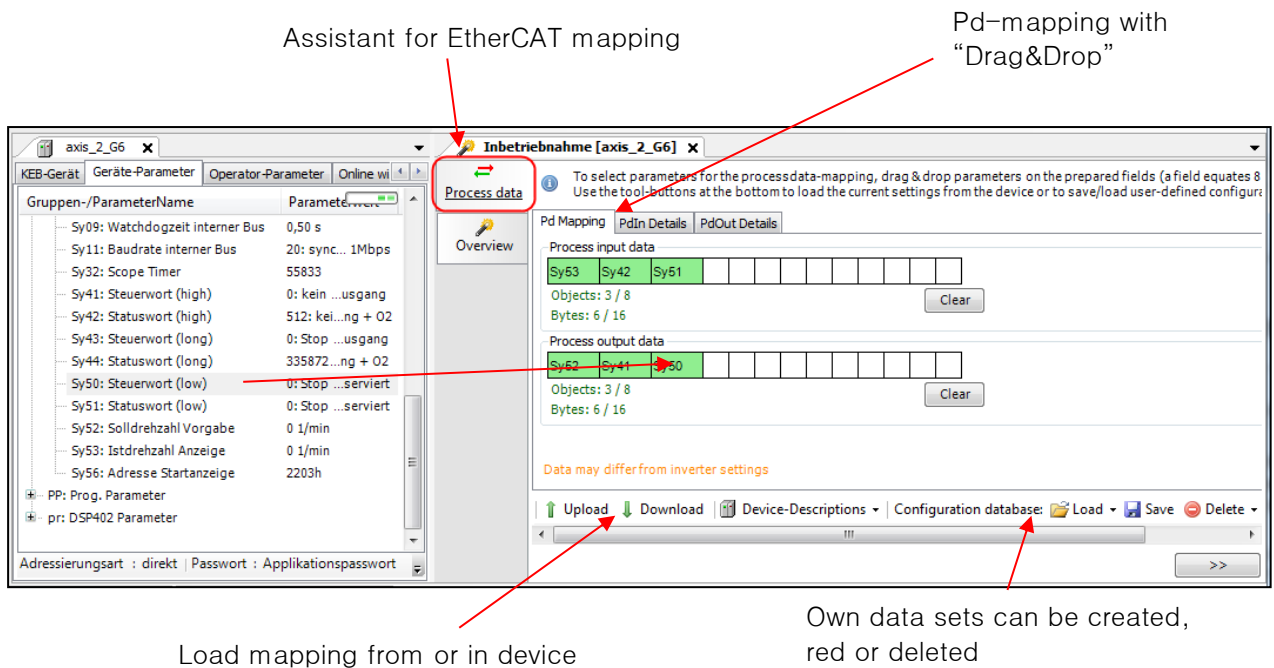 Assistant for EtherCAT mapping
Pd-mapping with
“Drag&Drop”
axis_2_G6 x
KEB-Gerät Geräte-Parameter Operator-Parameter Online wi
Gruppen-/ParameterName
Sy09: Watchdogzeit interner Bus 0,50 s
Sy11: Baudrate interner Bus 20: sync... 1Mbps
Sy32: Scope Timer 55833
Sy41: Steuerwort (high) 0: kein ...usgang
Sy42: Statuswort (high) 512: kei...ng + O2
Sy43: Steuerwort (long) 0: Stop ...usgang
Sy44: Statuswort (long) 335872...ng + O2
Sy50: Steuerwort (low) 0: Stop ...serviert
Sy51: Statuswort (low) 0: Stop ...serviert
Sy52: Solldrehzahl Vorgabe 0 1/min
Sy53: Istdrehzahl Anzeige 0 1/min
Sy56: Adresse Startanzeige 2203h
PP: Prog. Parameter
pr: DSP402 Parameter
Adressierungsart : direkt | Passwort : Applikationspasswort
Inbetriebnahme [axis_2_G6] x
Process data
Overview
To select parameters for the processdata-mapping, drag & drop parameters on the prepared fields (a field equates 8
Use the tool-buttons at the bottom to load the current settings from the device or to save/load user-defined configura
Pd Mapping PdIn Details PdOut Details
Process input data
Sy53 Sy42 Sy51
Objects: 3 / 8
Bytes: 6 / 16
Clear
Process output data
Sy52 Sy41 Sy50
Objects: 3 / 8
Bytes: 6 / 16
Clear
Data may differ from inverter settings
Upload Download Device-Descriptions Configuration database: Load Save Delete
>>
Load mapping from or in device
Own data sets can be created,
red or deleted